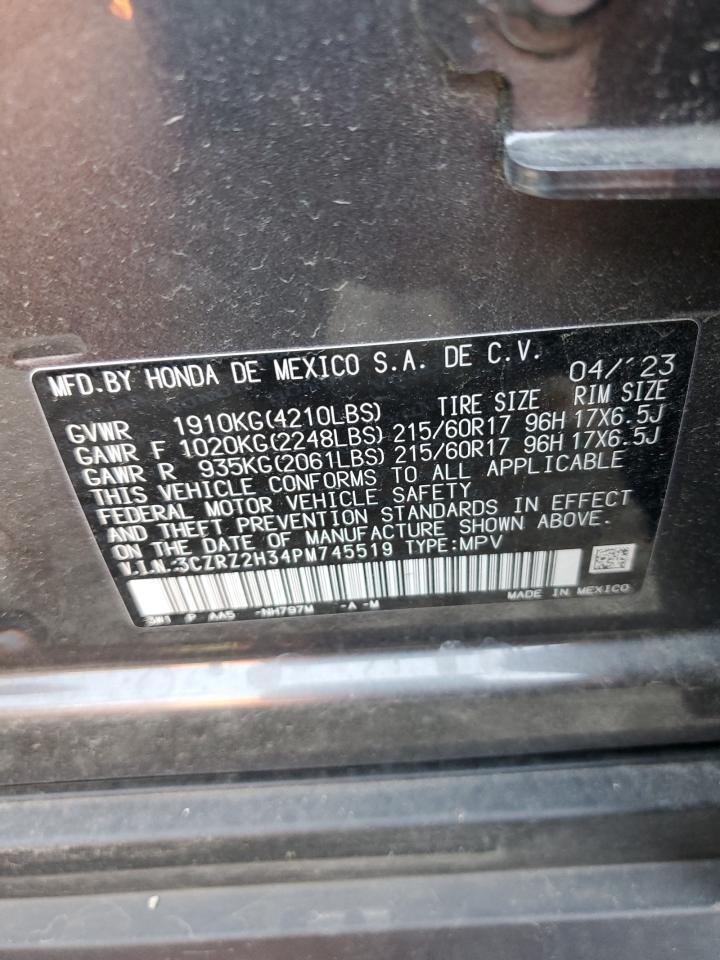 MFD.BY HONDA DE MEXICO S.A. DE C.V. 04/'23
GVWR 1910KG(4210LBS) TIRE SIZE RIM SIZE
GAWR F 1020KG(2248LBS) 215/60R17 96H 17X6.5J
GAWR R 935KG(2061LBS) 215/60R17 96H 17X6.5J
THIS VEHICLE CONFORMS TO ALL APPLICABLE
FEDERAL MOTOR VEHICLE SAFETY
AND THEFT PREVENTION STANDARDS IN EFFECT
ON THE DATE OF MANUFACTURE SHOWN ABOVE.
V.I.N.:3CZRZ2H34PM745519 TYPE:MPV
MADE IN MEXICO
3W1 P AA5 -NH797M -A -M